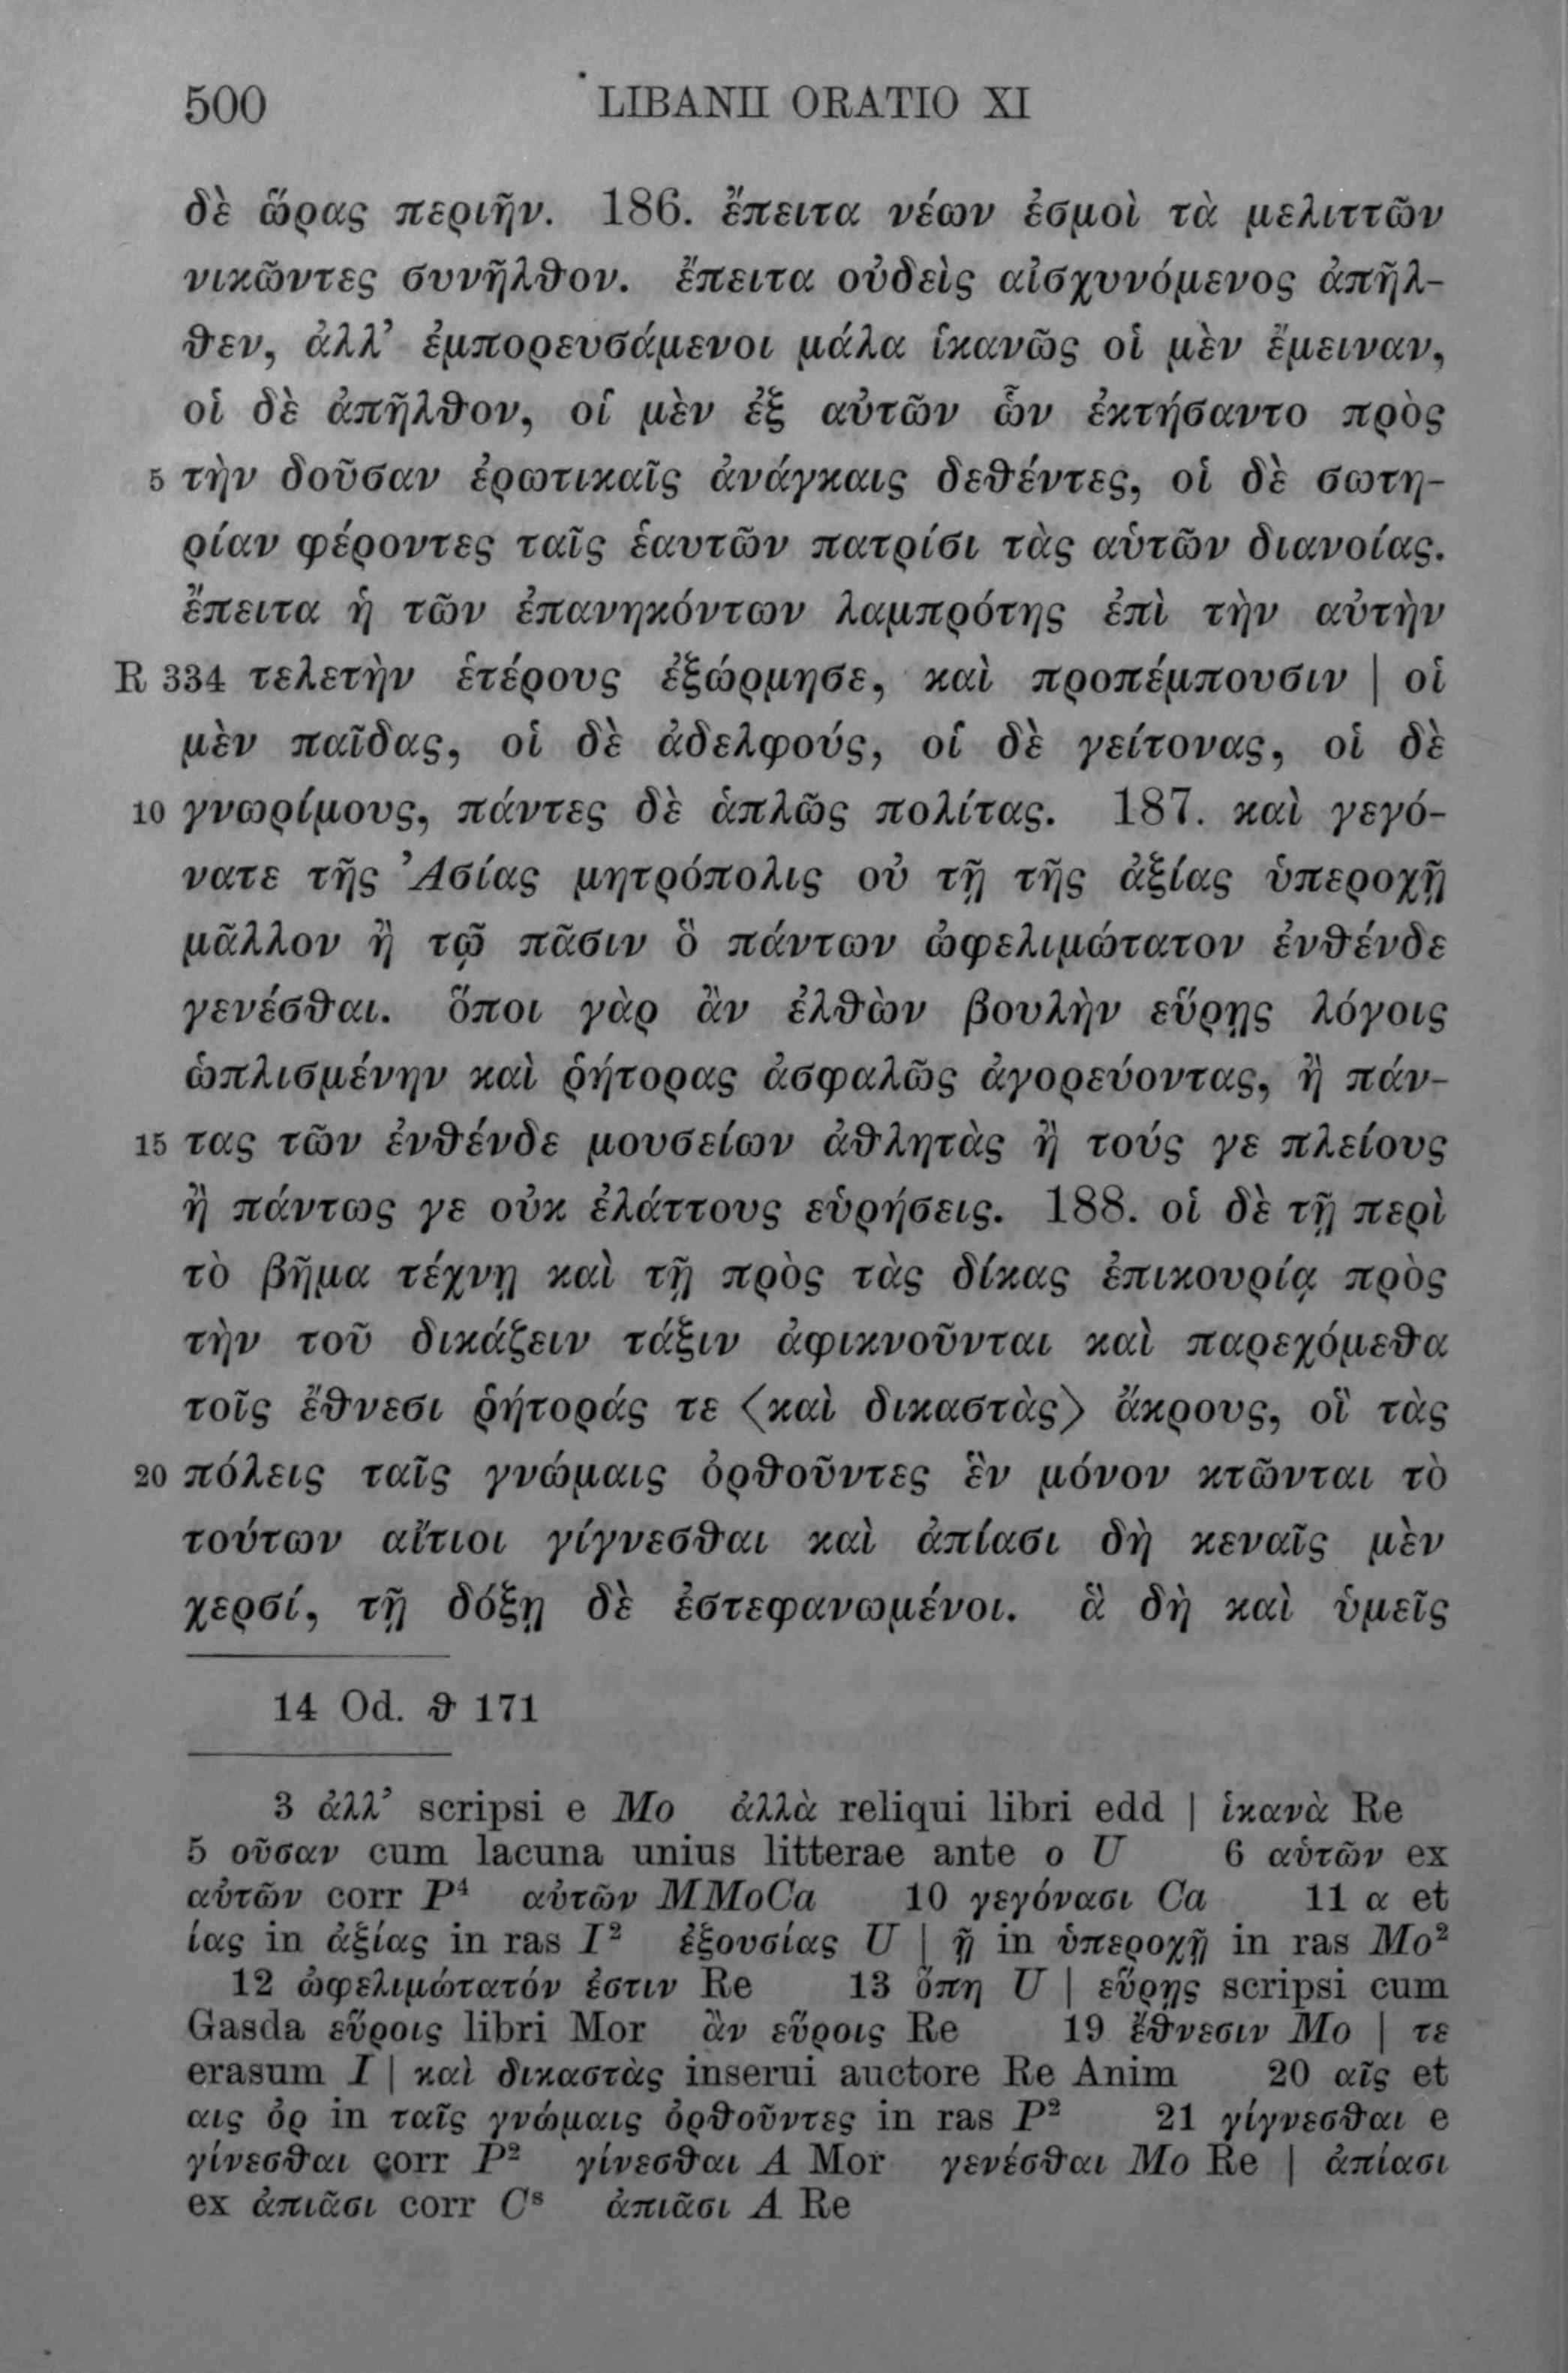 500 LIBANII ORATIO XI
δὲ ὥρας περιῆν. 186. ἔπειτα νέων ἑσμοὶ τὰ μελιττῶν
νικῶντες συνῆλθον. ἔπειτα οὐδεὶς αἰσχυνόμενος ἀπῆλ-
θεν, ἀλλ’ ἐμπορευσάμενοι μάλα ἱκανῶς οἱ μὲν ἔμειναν,
οἱ δὲ ἀπῆλθον, οἱ μὲν ἐξ αὐτῶν ὧν ἐκτήσαντο πρὸς
5 τὴν δοῦσαν ἐρωτικαῖς ἀνάγκαις δεθέντες, οἱ δὲ σωτη-
ρίαν φέροντες ταῖς ἑαυτῶν πατρίσι τὰς αὑτῶν διανοίας.
ἔπειτα ἡ τῶν ἐπανηκόντων λαμπρότης ἐπὶ τὴν αὐτὴν
R 334 τελετὴν ἑτέρους ἐξώρμησε, καὶ προπέμπουσιν | οἱ
μὲν παῖδας, οἱ δὲ ἀδελφούς, οἱ δὲ γείτονας, οἱ δὲ
10 γνωρίμους, πάντες δὲ ἁπλῶς πολίτας. 187. καὶ γεγό-
νατε τῆς Ἀσίας μητρόπολις οὐ τῇ τῆς ἀξίας ὑπεροχῇ
μᾶλλον ἢ τῷ πᾶσιν ὃ πάντων ὠφελιμώτατον ἐνθένδε
γενέσθαι. ὅποι γὰρ ἂν ἐλθὼν βουλὴν εὕρῃς λόγοις
ὡπλισμένην καὶ ῥήτορας ἀσφαλῶς ἀγορεύοντας, ἢ πάν-
15 τας τῶν ἐνθένδε μουσείων ἀθλητὰς ἢ τούς γε πλείους
ἢ πάντως γε οὐκ ἐλάττους εὑρήσεις. 188. οἱ δὲ τῇ περὶ
τὸ βῆμα τέχνῃ καὶ τῇ πρὸς τὰς δίκας ἐπικουρίᾳ πρὸς
τὴν τοῦ δικάζειν τάξιν ἀφικνοῦνται καὶ παρεχόμεθα
τοῖς ἔθνεσι ῥήτοράς τε ⟨καὶ δικαστὰς⟩ ἄκρους, οἳ τὰς
20 πόλεις ταῖς γνώμαις ὀρθοῦντες ἓν μόνον κτῶνται τὸ
τούτων αἴτιοι γίγνεσθαι καὶ ἀπίασι δὴ κεναῖς μὲν
χερσί, τῇ δόξῃ δὲ ἐστεφανωμένοι. ἃ δὴ καὶ ὑμεῖς
14 Od. θ 171
3 ἀλλ’ scripsi e Mo ἀλλὰ reliqui libri edd | ἱκανὰ Re
5 οὖσαν cum lacuna unius litterae ante ο U 6 αὑτῶν ex
αὐτῶν corr P⁴ αὐτῶν MMoCa 10 γεγόνασι Ca 11 α et
ίας in ἀξίας in ras I² ἐξουσίας U | ῇ in ὑπεροχῇ in ras Mo²
12 ὠφελιμώτατόν ἐστιν Re 13 ὅπη U | εὕρῃς scripsi cum
Gasda εὕροις libri Mor ἂν εὕροις Re 19 ἔθνεσιν Mo | τε
erasum I | καὶ δικαστὰς inserui auctore Re Anim 20 αῖς et
αις ὀρ in ταῖς γνώμαις ὀρθοῦντες in ras P² 21 γίγνεσθαι e
γίνεσθαι corr P² γίνεσθαι A Mor γενέσθαι Mo Re | ἀπίασι
ex ἀπιᾶσι corr Cˢ ἀπιᾶσι A Re